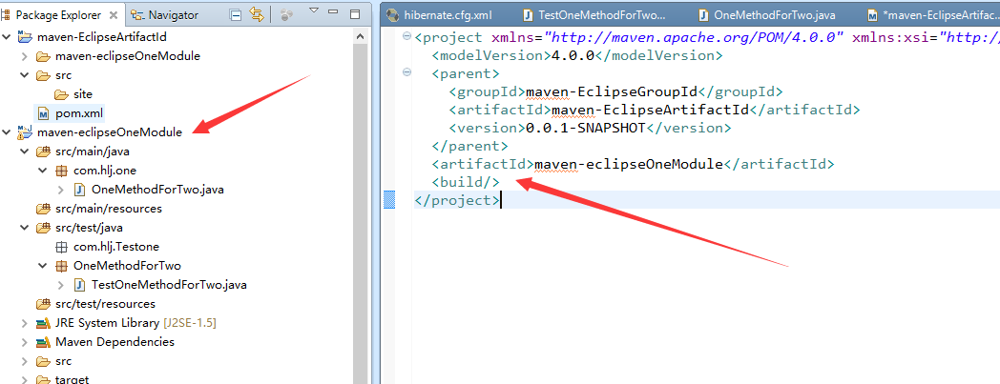 Package Explorer
Navigator
maven-EclipseArtifactId
maven-eclipseOneModule
src
site
pom.xml
maven-eclipseOneModule
src/main/java
com.hlj.one
OneMethodForTwo.java
src/main/resources
src/test/java
com.hlj.Testone
OneMethodForTwo
TestOneMethodForTwo.java
src/test/resources
JRE System Library [J2SE-1.5]
Maven Dependencies
src
target
hibernate.cfg.xml
TestOneMethodForTwo...
OneMethodForTwo.java
*maven-EclipseArtifac...
<project xmlns="http://maven.apache.org/POM/4.0.0" xmlns:xsi="http:/
<modelVersion>4.0.0</modelVersion>
<parent>
<groupId>maven-EclipseGroupId</groupId>
<artifactId>maven-EclipseArtifactId</artifactId>
<version>0.0.1-SNAPSHOT</version>
</parent>
<artifactId>maven-eclipseOneModule</artifactId>
<build/>
</project>